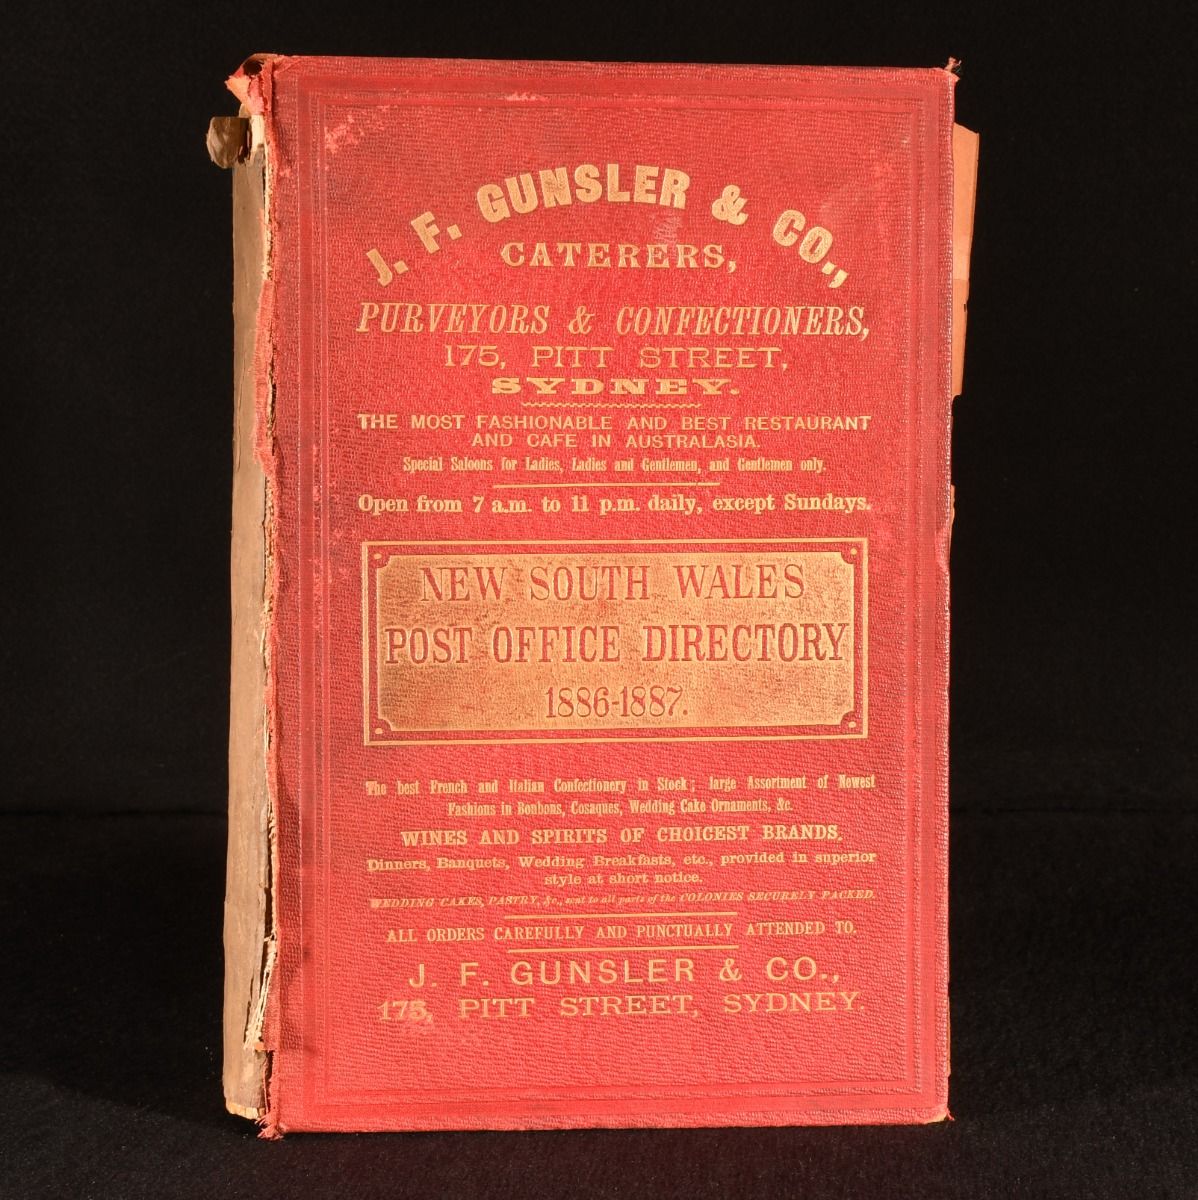 J. F. GUNSLER & CO.,
CATERERS,
PURVEYORS & CONFECTIONERS,
175, PITT STREET,
SYDNEY.
THE MOST FASHIONABLE AND BEST RESTAURANT
AND CAFE IN AUSTRALASIA.
Special Saloons for Ladies, Ladies and Gentlemen, and Gentlemen only.
Open from 7 a.m. to 11 p.m. daily, except Sundays.
NEW SOUTH WALES
POST OFFICE DIRECTORY
1886-1887.
The best French and Italian Confectionery in Stock; large Assortment of Newest
Fashions in Bonbons, Cosaques, Wedding Cake Ornaments, &c.
WINES AND SPIRITS OF CHOICEST BRANDS.
Dinners, Banquets, Wedding Breakfasts, etc., provided in superior
style at short notice.
WEDDING CAKES, PASTRY, &c., sent to all parts of the COLONIES SECURELY PACKED.
ALL ORDERS CAREFULLY AND PUNCTUALLY ATTENDED TO.
J. F. GUNSLER & CO.,
175, PITT STREET, SYDNEY.